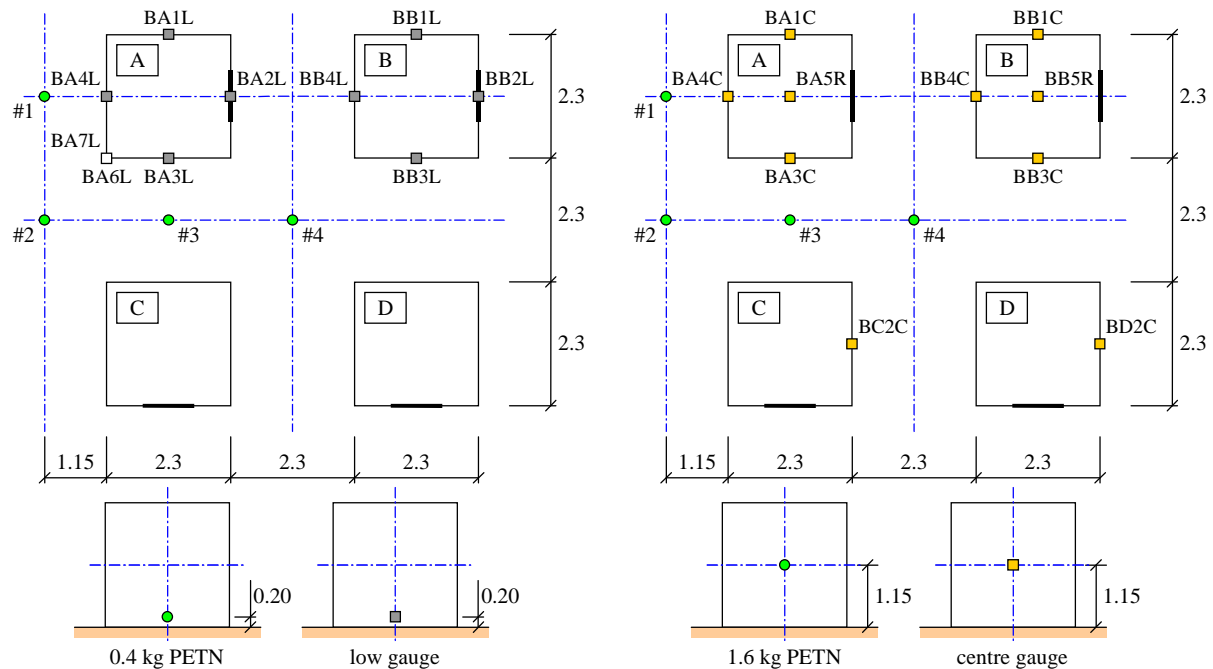 BA1L BB1L BA1C BB1C
A B A B
BA4L BA2L BB4L BB2L BA4C BA5R BB4C BB5R
2.3 2.3
#1 #1
BA7L
BA6L BA3L BB3L BA3C BB3C
2.3 2.3
#2 #3 #4 #2 #3 #4
C D C D
BC2C BD2C
2.3 2.3
1.15 2.3 2.3 2.3 1.15 2.3 2.3 2.3
0.20 0.20 1.15 1.15
0.4 kg PETN low gauge 1.6 kg PETN centre gauge